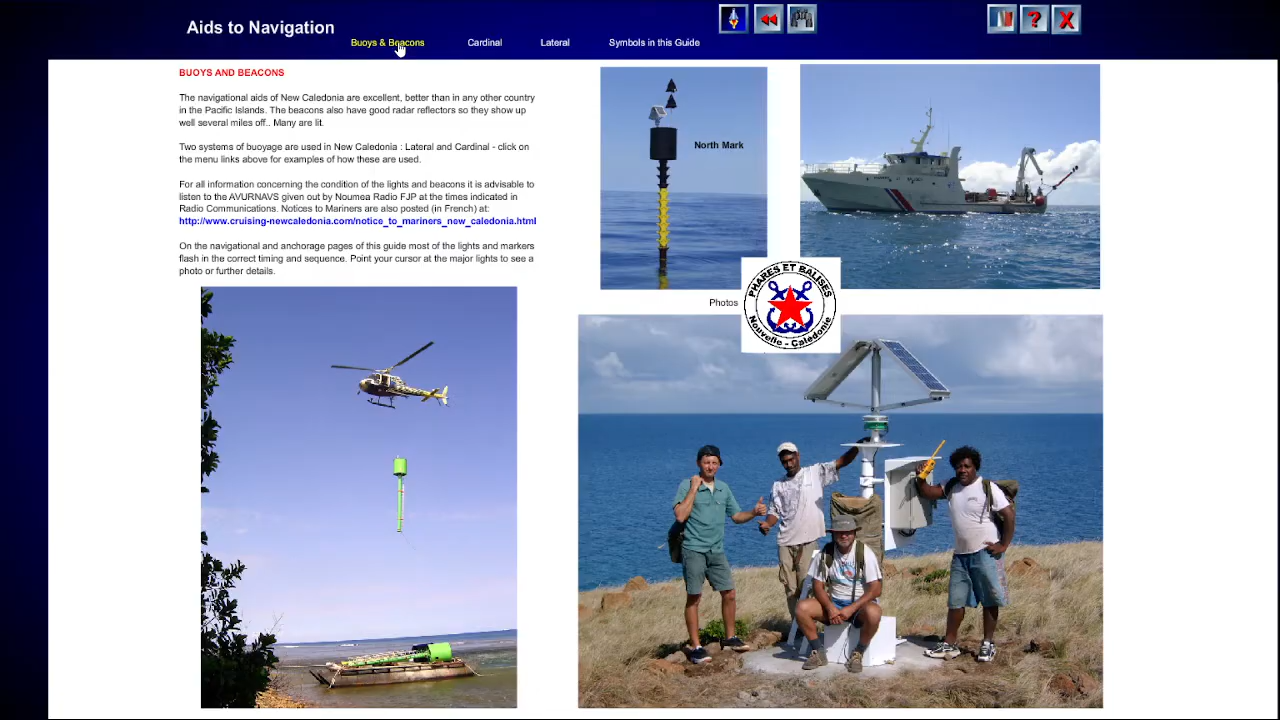 Aids to Navigation
Buoys & Beacons
Cardinal
Lateral
Symbols in this Guide
?
X
BUOYS AND BEACONS
The navigational aids of New Caledonia are excellent, better than in any other country
in the Pacific Islands. The beacons also have good radar reflectors so they show up
well several miles off.. Many are lit.
Two systems of buoyage are used in New Caledonia : Lateral and Cardinal - click on
the menu links above for examples of how these are used.
For all information concerning the condition of the lights and beacons it is advisable to
listen to the AVURNAVS given out by Noumea Radio FJP at the times indicated in
Radio Communications. Notices to Mariners are also posted (in French) at:
http://www.cruising-newcaledonia.com/notice_to_mariners_new_caledonia.html
On the navigational and anchorage pages of this guide most of the lights and markers
flash in the correct timing and sequence. Point your cursor at the major lights to see a
photo or further details.
North Mark
Photos
PHARES ET BALISES
Nouvelle - Calédonie